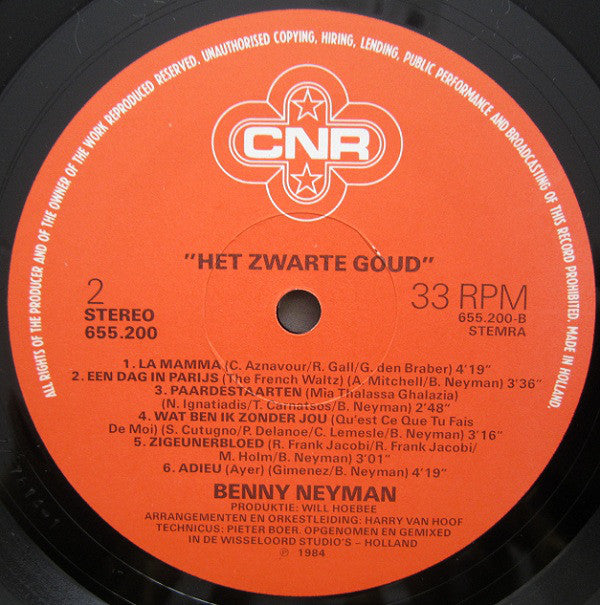 ALL RIGHTS OF THE PRODUCER AND OF THE OWNER OF THE WORK REPRODUCED RESERVED. UNAUTHORISED COPYING, HIRING, LENDING, PUBLIC PERFORMANCE AND BROADCASTING OF THIS RECORD PROHIBITED. MADE IN HOLLAND.
CNR
"HET ZWARTE GOUD"
2
STEREO
655.200
33 RPM
655.200-B
STEMRA
1. LA MAMMA (C. Aznavour/R. Gall/G. den Braber) 4'19"
2. EEN DAG IN PARIJS (The French Waltz) (A. Mitchell/B. Neyman) 3'36"
3. PAARDESTAARTEN (Mia Thalassa Ghalazia)
(N. Ignatiadis/T. Carnatsos/B. Neyman) 2'48"
4. WAT BEN IK ZONDER JOU (Qu'est Ce Que Tu Fais
De Moi) (S. Cutugno/P. Delanoe/C. Lemesle/B. Neyman) 3'16"
5. ZIGEUNERBLOED (R. Frank Jacobi/R. Frank Jacobi/
M. Holm/B. Neyman) 3'01"
6. ADIEU (Ayer) (Gimenez/B. Neyman) 4'19"
BENNY NEYMAN
PRODUKTIE: WILL HOEBEE
ARRANGEMENTEN EN ORKESTLEIDING: HARRY VAN HOOF
TECHNICUS: PIETER BOER. OPGENOMEN EN GEMIXED
IN DE WISSELOORD STUDIO'S – HOLLAND
℗ 1984